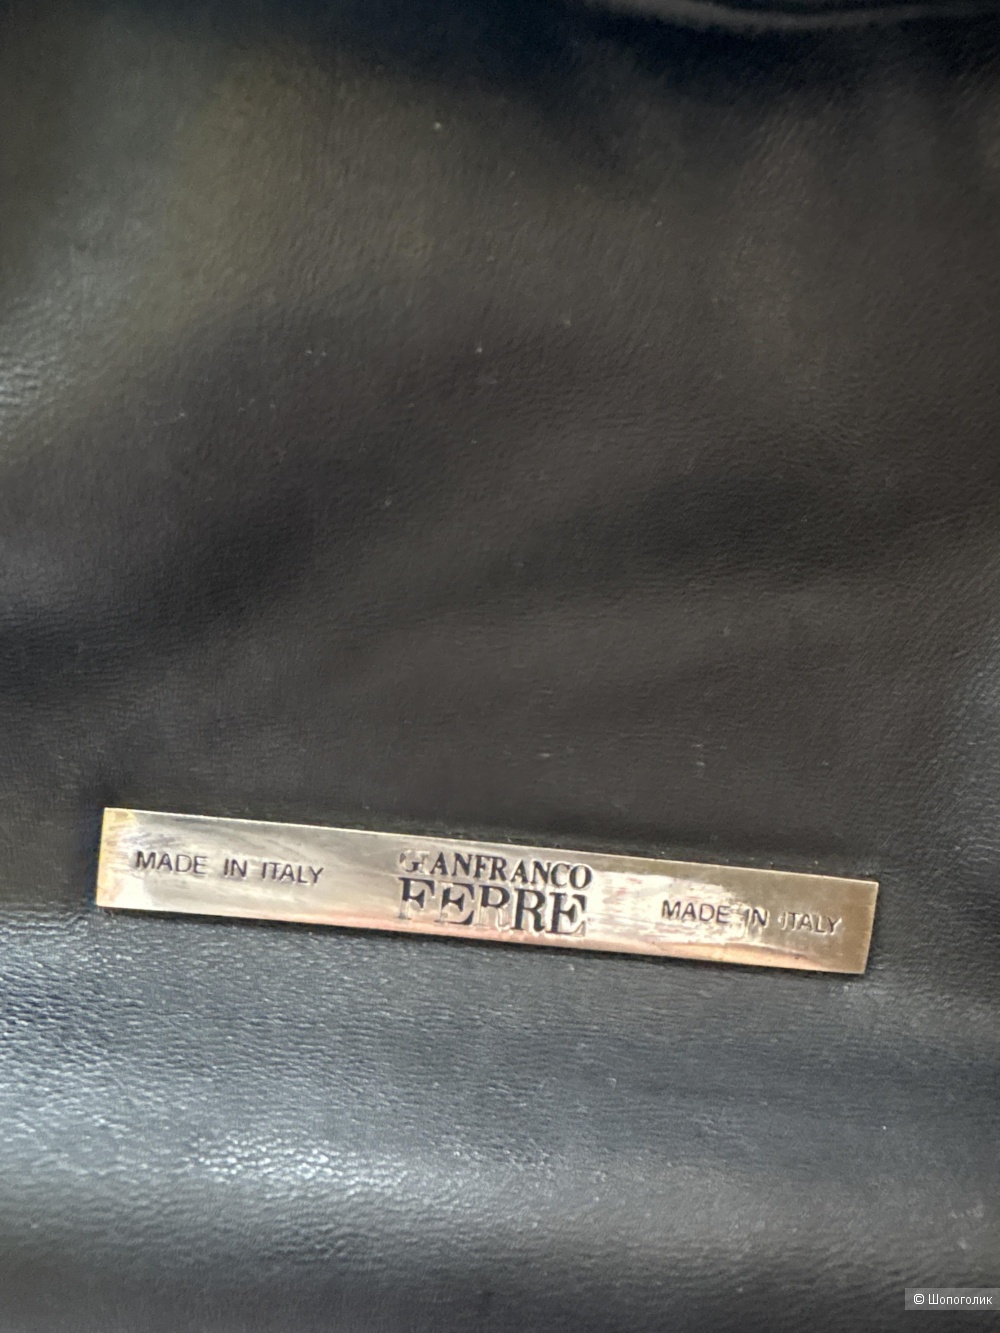 MADE IN ITALY
GIANFRANCO
FERRE
MADE IN ITALY
© Шопоголик